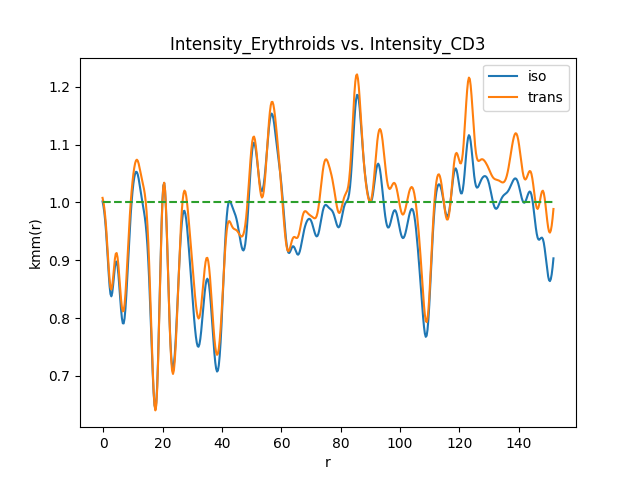 Intensity_Erythroids vs. Intensity_CD3
iso
trans
kmm(r)
1.2
1.1
1.0
0.9
0.8
0.7
0
20
40
60
80
100
120
140
r